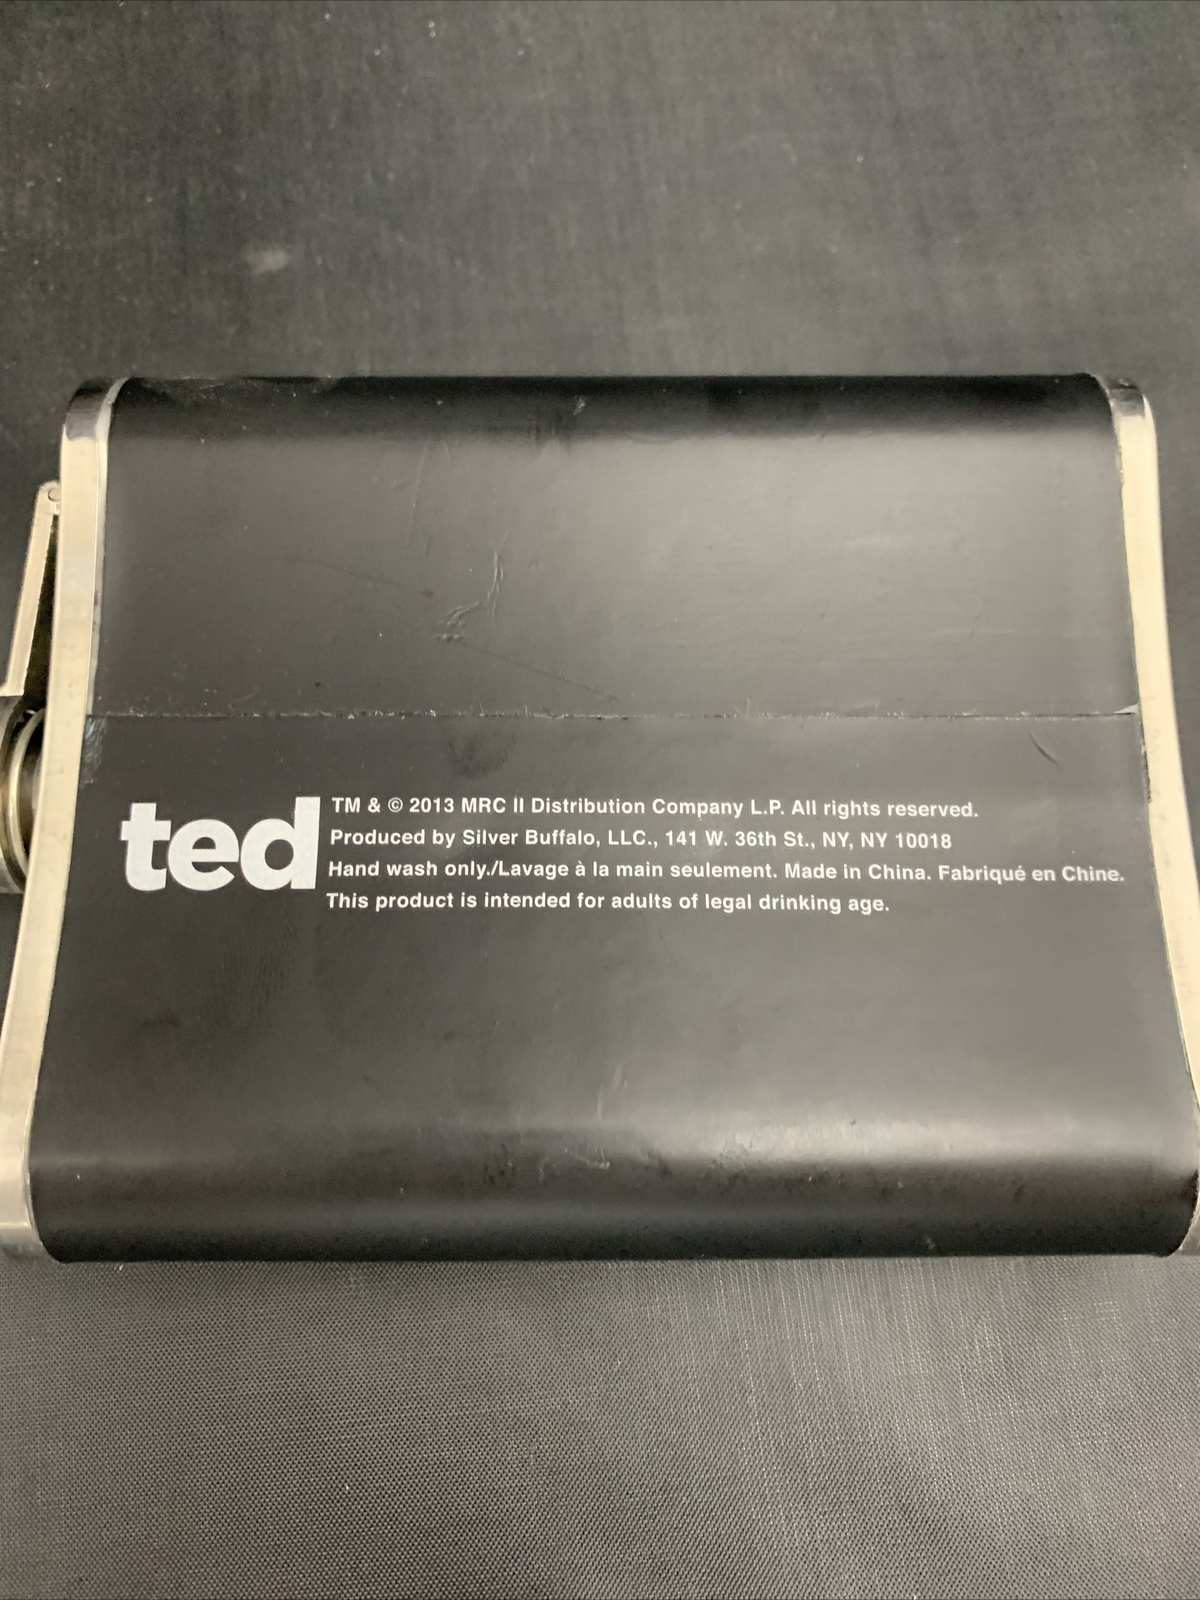 ted
TM & © 2013 MRC II Distribution Company L.P. All rights reserved.
Produced by Silver Buffalo, LLC., 141 W. 36th St., NY, NY 10018
Hand wash only./Lavage à la main seulement. Made in China. Fabriqué en Chine.
This product is intended for adults of legal drinking age.